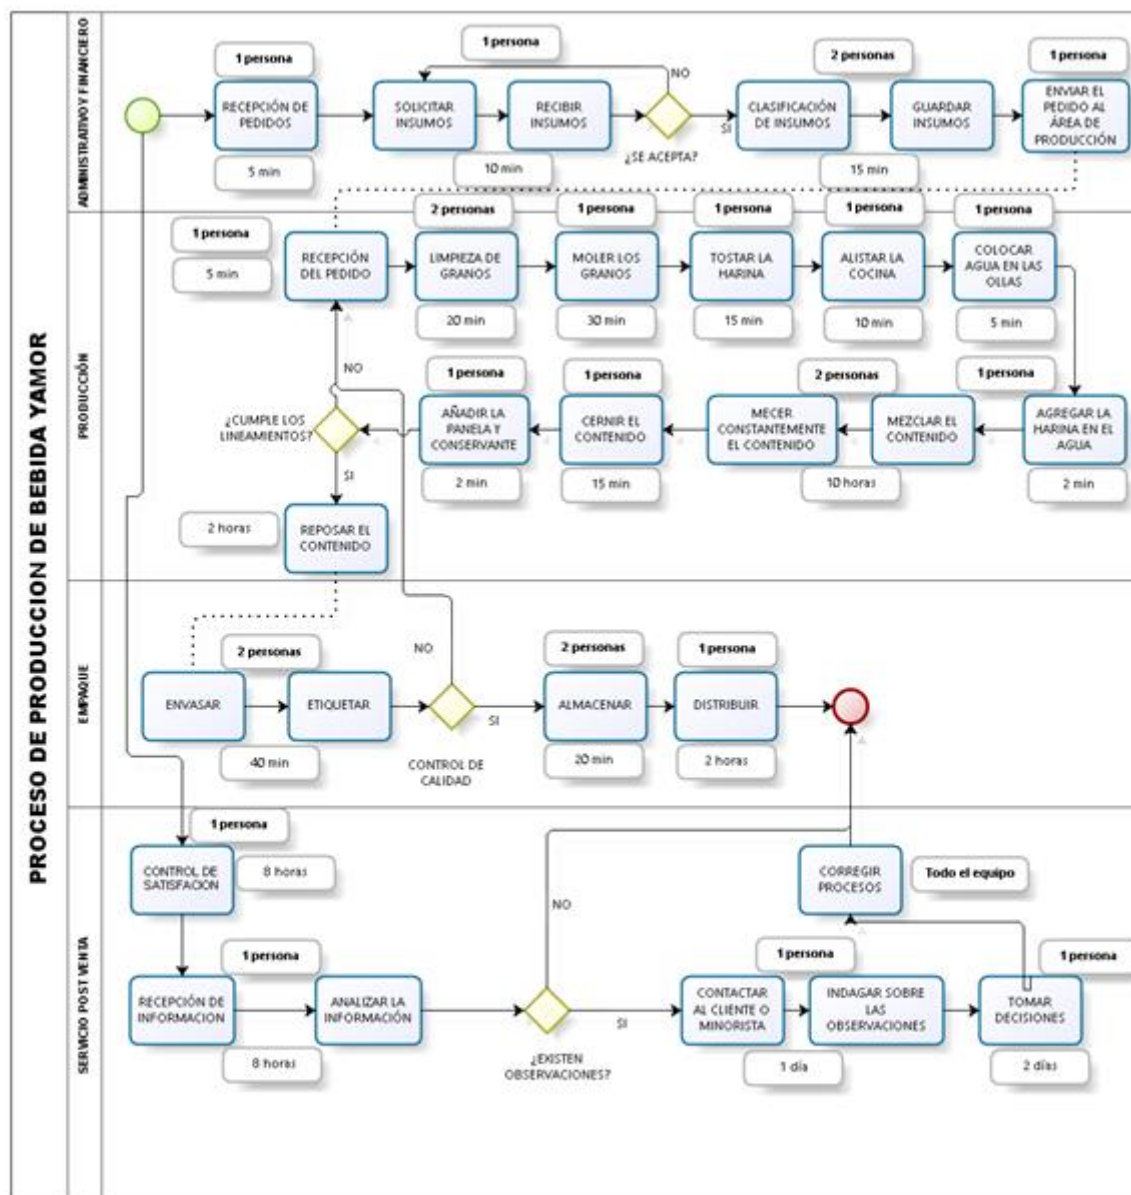 PROCESO DE PRODUCCION DE BEBIDA YAMOR
ADMINISTRATIVO Y FINANCIERO
1 persona
RECEPCIÓN DE
PEDIDOS
5 min
1 persona
SOLICITAR
INSUMOS
RECIBIR
INSUMOS
10 min
NO
SI
¿SE ACEPTA?
2 personas
CLASIFICACIÓN
DE INSUMOS
GUARDAR
INSUMOS
15 min
1 persona
ENVIAR EL
PEDIDO AL
ÁREA DE
PRODUCCIÓN
PRODUCCIÓN
1 persona
5 min
RECEPCIÓN
DEL PEDIDO
2 personas
LIMPIEZA DE
GRANOS
20 min
1 persona
MOLER LOS
GRANOS
30 min
1 persona
TOSTAR LA
HARINA
15 min
1 persona
ALISTAR LA
COCINA
10 min
1 persona
COLOCAR
AGUA EN LAS
OLLAS
5 min
1 persona
AGREGAR LA
HARINA EN EL
AGUA
2 min
2 personas
MEZCLAR EL
CONTENIDO
MECER
CONSTANTEMENTE
EL CONTENIDO
10 horas
1 persona
CERNIR EL
CONTENIDO
15 min
1 persona
AÑADIR LA
PANELA Y
CONSERVANTE
2 min
NO
¿CUMPLE LOS
LINEAMIENTOS?
SI
2 horas
REPOSAR EL
CONTENIDO
EMPAQUE
2 personas
ENVASAR
ETIQUETAR
40 min
NO
SI
CONTROL DE
CALIDAD
2 personas
ALMACENAR
20 min
1 persona
DISTRIBUIR
2 horas
SERVICIO POST VENTA
1 persona
CONTROL DE
SATISFACION
8 horas
1 persona
RECEPCIÓN DE
INFORMACION
ANALIZAR LA
INFORMACIÓN
8 horas
NO
SI
¿EXISTEN
OBSERVACIONES?
1 persona
CONTACTAR
AL CLIENTE O
MINORISTA
INDAGAR SOBRE
LAS
OBSERVACIONES
1 día
1 persona
TOMAR
DECISIONES
2 días
CORREGIR
PROCESOS
Todo el equipo